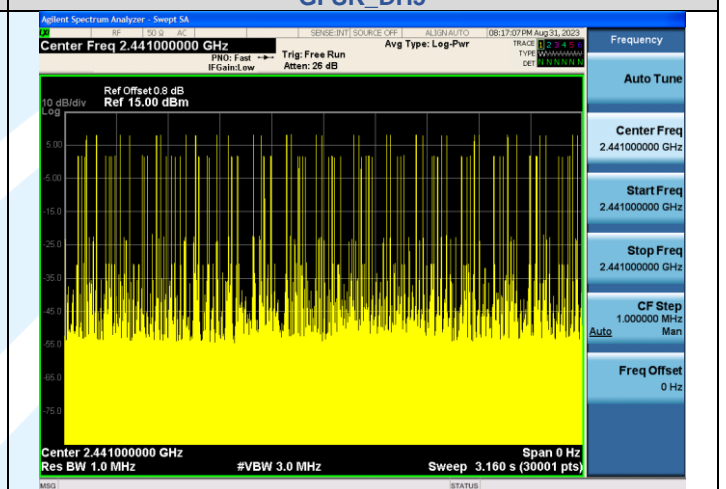 Agilent Spectrum Analyzer - Swept SA
RF 50 Ω AC SENSE:INT SOURCE OFF ALIGN AUTO 08:17:07 PM Aug 31, 2023
Center Freq 2.441000000 GHz Avg Type: Log-Pwr TRACE 1 2 3 4 5 6
PNO: Fast Trig: Free Run TYPE WWWWWW
IFGain:Low Atten: 26 dB DET N N N N N N
Frequency
Auto Tune
Ref Offset 0.8 dB
10 dB/div Ref 15.00 dBm
Log
5.00
-5.00
-15.0
-25.0
-35.0
-45.0
-55.0
-65.0
-75.0
Center Freq
2.441000000 GHz
Start Freq
2.441000000 GHz
Stop Freq
2.441000000 GHz
CF Step
1.000000 MHz
Auto Man
Freq Offset
0 Hz
Center 2.441000000 GHz Span 0 Hz
Res BW 1.0 MHz #VBW 3.0 MHz Sweep 3.160 s (30001 pts)
MSG STATUS